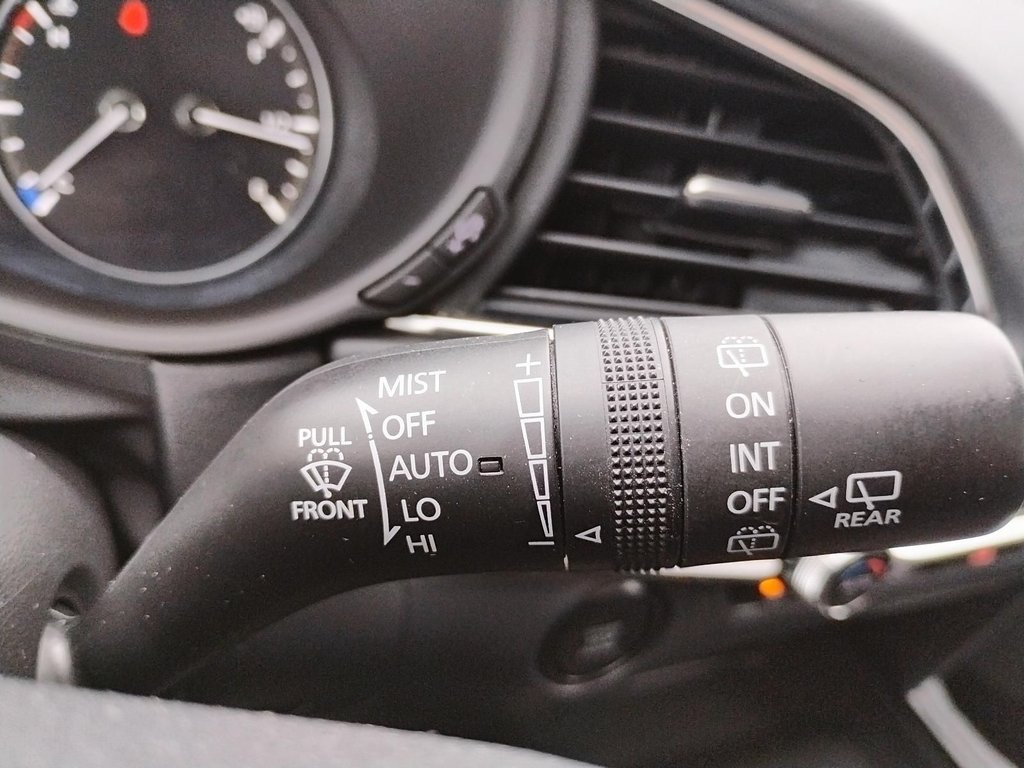 PULL
FRONT
MIST
OFF
AUTO
LO
HI
+
-
ON
INT
OFF
REAR